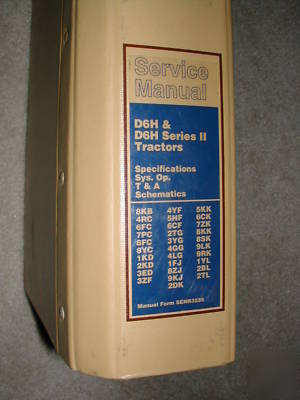 Service
Manual
D6H &
D6H Series II
Tractors
Specifications
Sys. Op.
T & A
Schematics
8KB 4YF 5KK
4RC 5HF 6CK
6FC 6CF 7ZK
7PC 2TG 8KK
8FC 3YG 8SK
8YC 4GG 9LK
1KD 4LG 9RK
2KD 1FJ 1YL
3ED 8ZJ 2BL
3ZF 9KJ 2TL
2DK
Manual Form